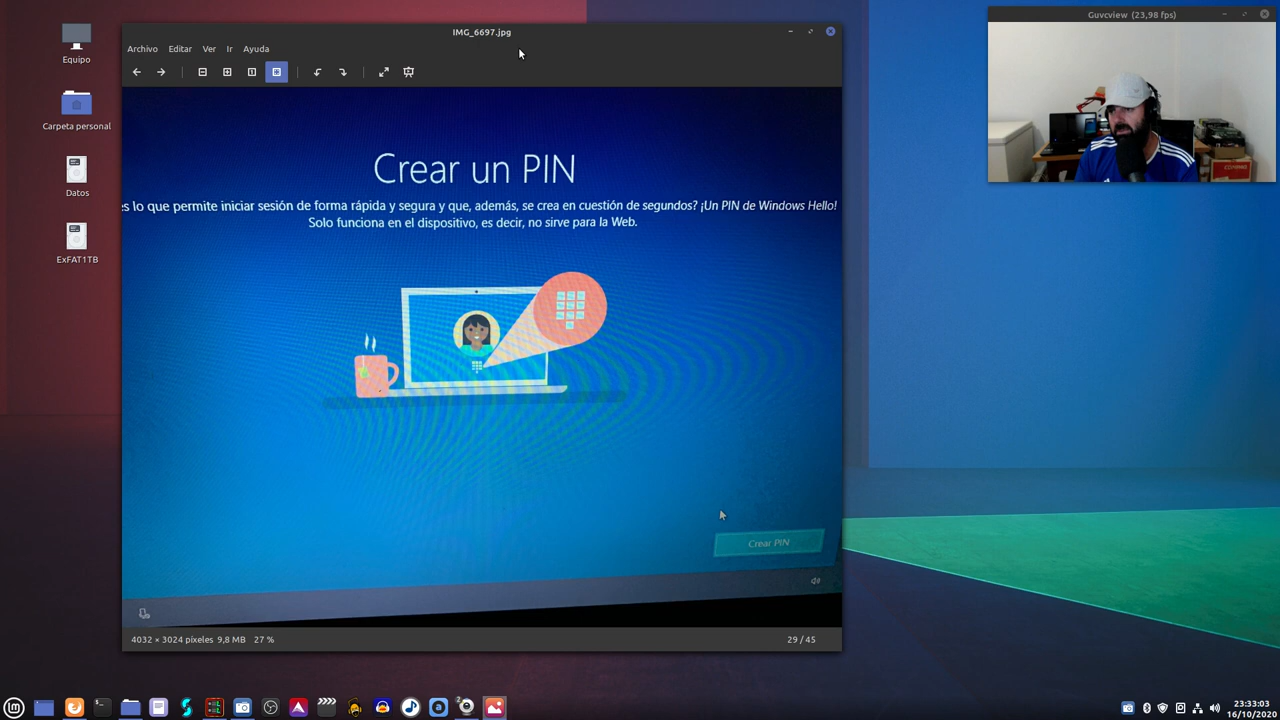 IMG_6697.jpg
Guvcview (23,98 fps)
Archivo Editar Ver Ir Ayuda
Equipo
Carpeta personal
Datos
ExFAT1TB
Crear un PIN
es lo que permite iniciar sesión de forma rápida y segura y que, además, se crea en cuestión de segundos? ¡Un PIN de Windows Hello!
Solo funciona en el dispositivo, es decir, no sirve para la Web.
Crear PIN
4032 × 3024 píxeles 9,8 MB 27 %
29 / 45
23:33:03
16/10/2020